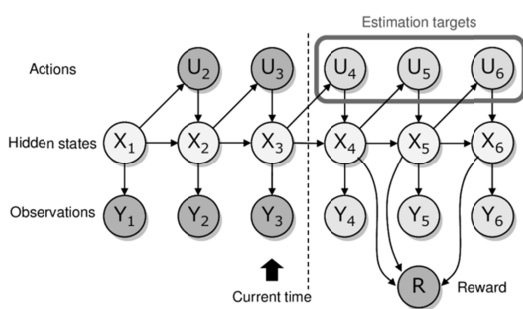 Estimation targets
Actions U2 U3 U4 U5 U6
Hidden states X1 X2 X3 X4 X5 X6
Observations Y1 Y2 Y3 Y4 Y5 Y6
R Reward
Current time